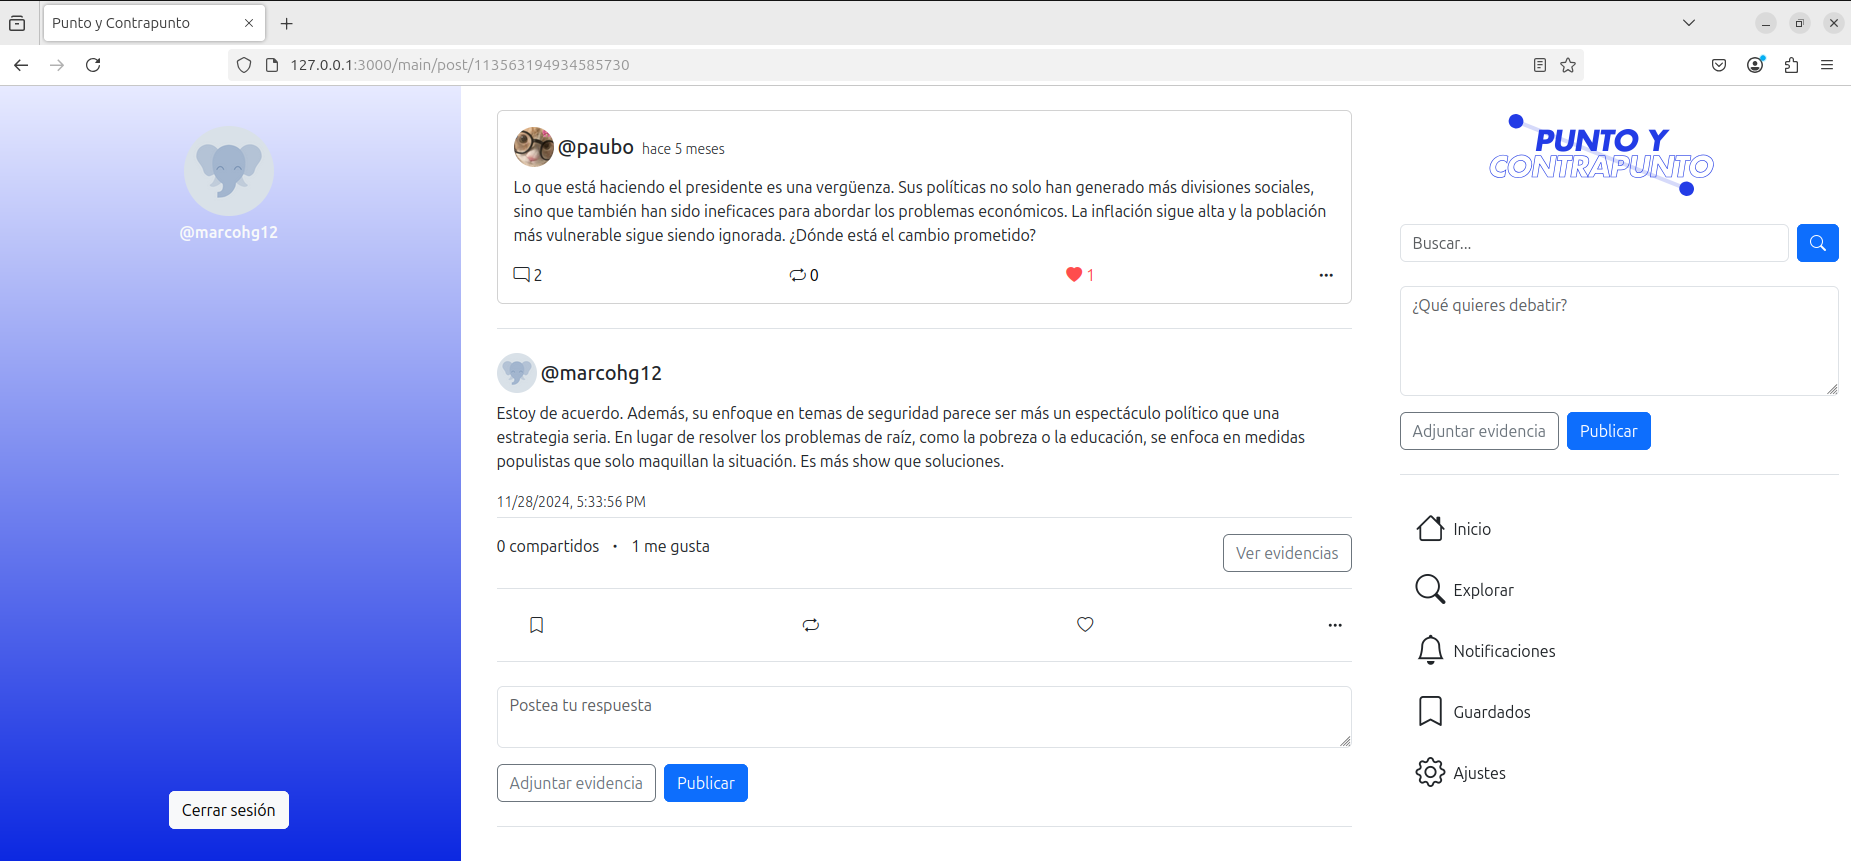 Punto y Contrapunto
127.0.0.1:3000/main/post/113563194934585730
@marcohg12
Cerrar sesión
@paubo hace 5 meses
Lo que está haciendo el presidente es una vergüenza. Sus políticas no solo han generado más divisiones sociales,
sino que también han sido ineficaces para abordar los problemas económicos. La inflación sigue alta y la población
más vulnerable sigue siendo ignorada. ¿Dónde está el cambio prometido?
2 0 1
@marcohg12
Estoy de acuerdo. Además, su enfoque en temas de seguridad parece ser más un espectáculo político que una
estrategia seria. En lugar de resolver los problemas de raíz, como la pobreza o la educación, se enfoca en medidas
populistas que solo maquillan la situación. Es más show que soluciones.
11/28/2024, 5:33:56 PM
0 compartidos • 1 me gusta
Ver evidencias
Postea tu respuesta
Adjuntar evidencia Publicar
PUNTO Y
CONTRAPUNTO
Buscar...
¿Qué quieres debatir?
Adjuntar evidencia Publicar
Inicio
Explorar
Notificaciones
Guardados
Ajustes